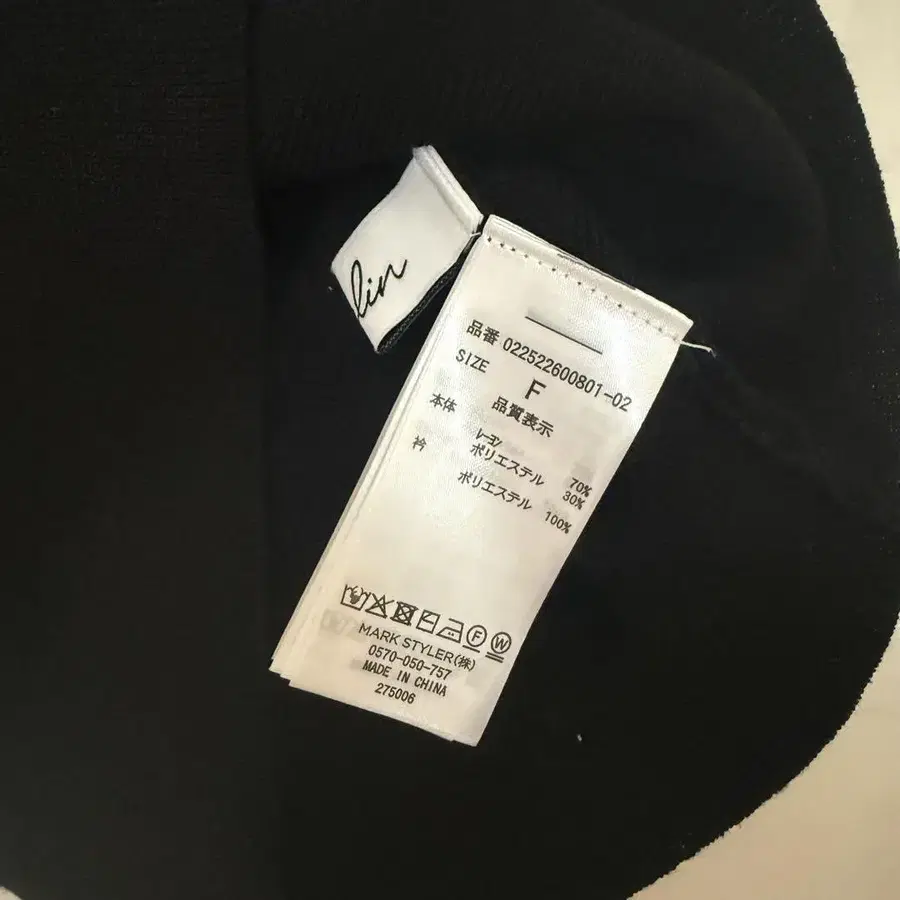 lin
品番 022522600801-02
SIZE F
品質表示
本体 レーヨン 70%
ポリエステル 30%
衿 ポリエステル 100%
F W
MARK STYLER(株)
0570-050-757
MADE IN CHINA
275006